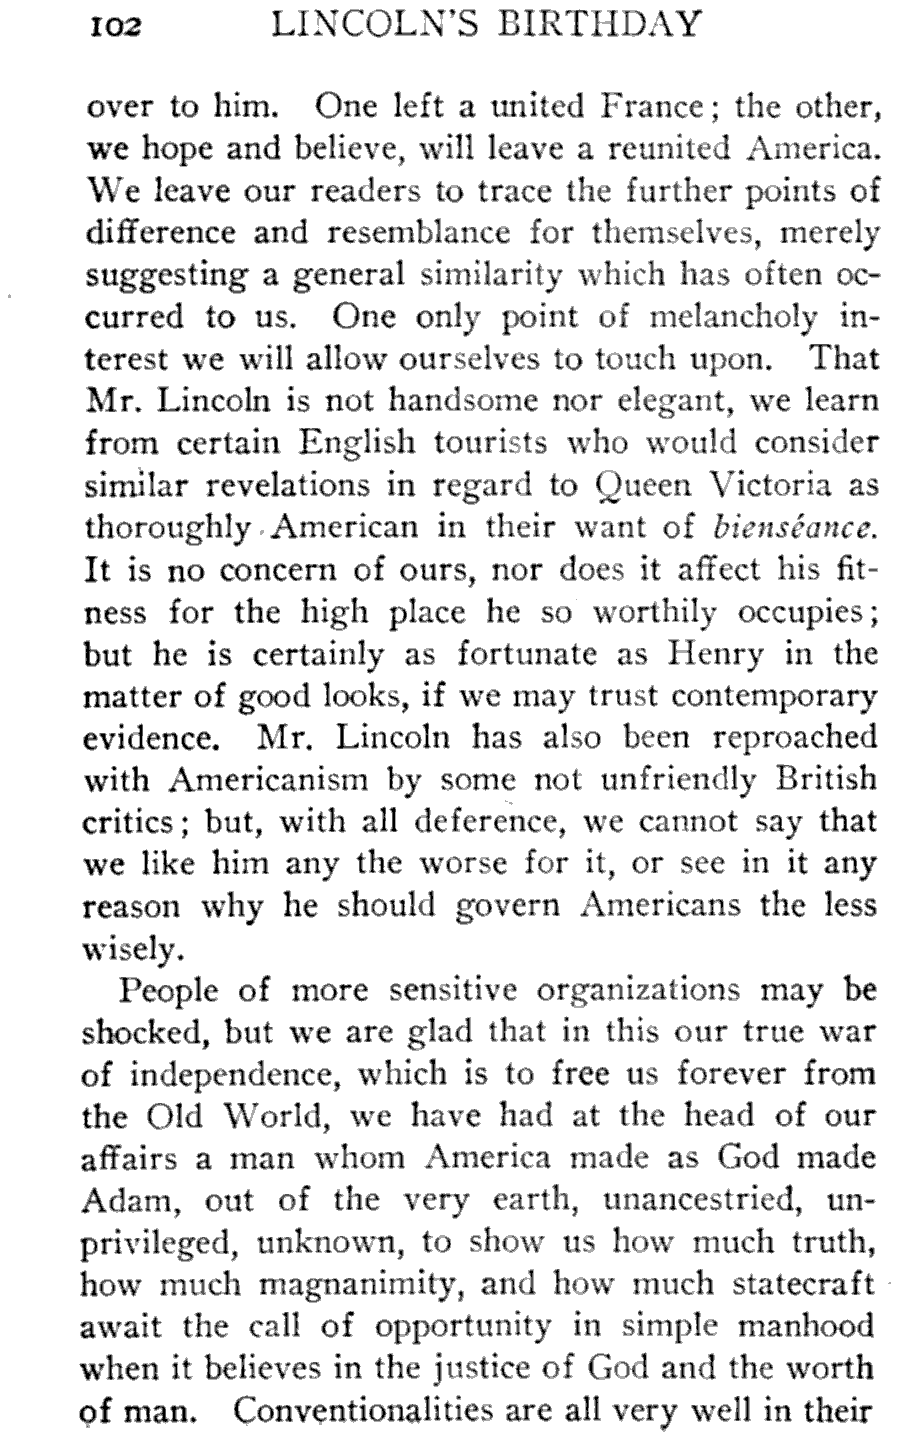 102 LINCOLN'S BIRTHDAY
over to him. One left a united France; the other,
we hope and believe, will leave a reunited America.
We leave our readers to trace the further points of
difference and resemblance for themselves, merely
suggesting a general similarity which has often oc-
curred to us. One only point of melancholy in-
terest we will allow ourselves to touch upon. That
Mr. Lincoln is not handsome nor elegant, we learn
from certain English tourists who would consider
similar revelations in regard to Queen Victoria as
thoroughly American in their want of bienséance.
It is no concern of ours, nor does it affect his fit-
ness for the high place he so worthily occupies;
but he is certainly as fortunate as Henry in the
matter of good looks, if we may trust contemporary
evidence. Mr. Lincoln has also been reproached
with Americanism by some not unfriendly British
critics; but, with all deference, we cannot say that
we like him any the worse for it, or see in it any
reason why he should govern Americans the less
wisely.
People of more sensitive organizations may be
shocked, but we are glad that in this our true war
of independence, which is to free us forever from
the Old World, we have had at the head of our
affairs a man whom America made as God made
Adam, out of the very earth, unancestried, un-
privileged, unknown, to show us how much truth,
how much magnanimity, and how much statecraft
await the call of opportunity in simple manhood
when it believes in the justice of God and the worth
of man. Conventionalities are all very well in their